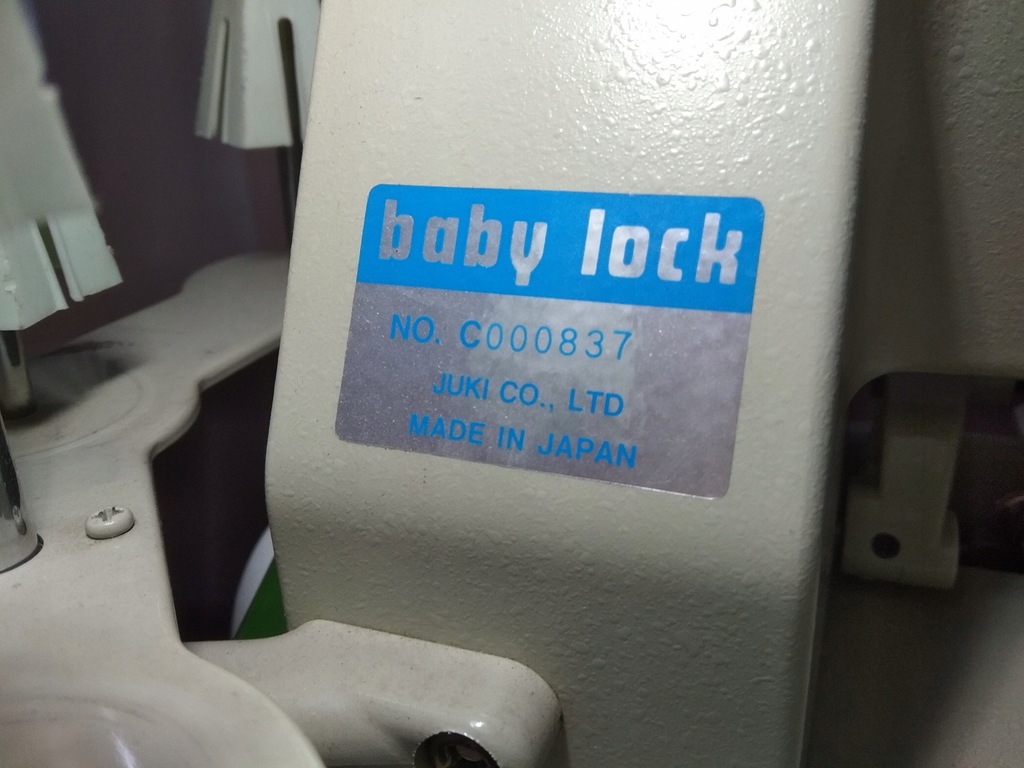 baby lock
NO. C000837
JUKI CO., LTD
MADE IN JAPAN